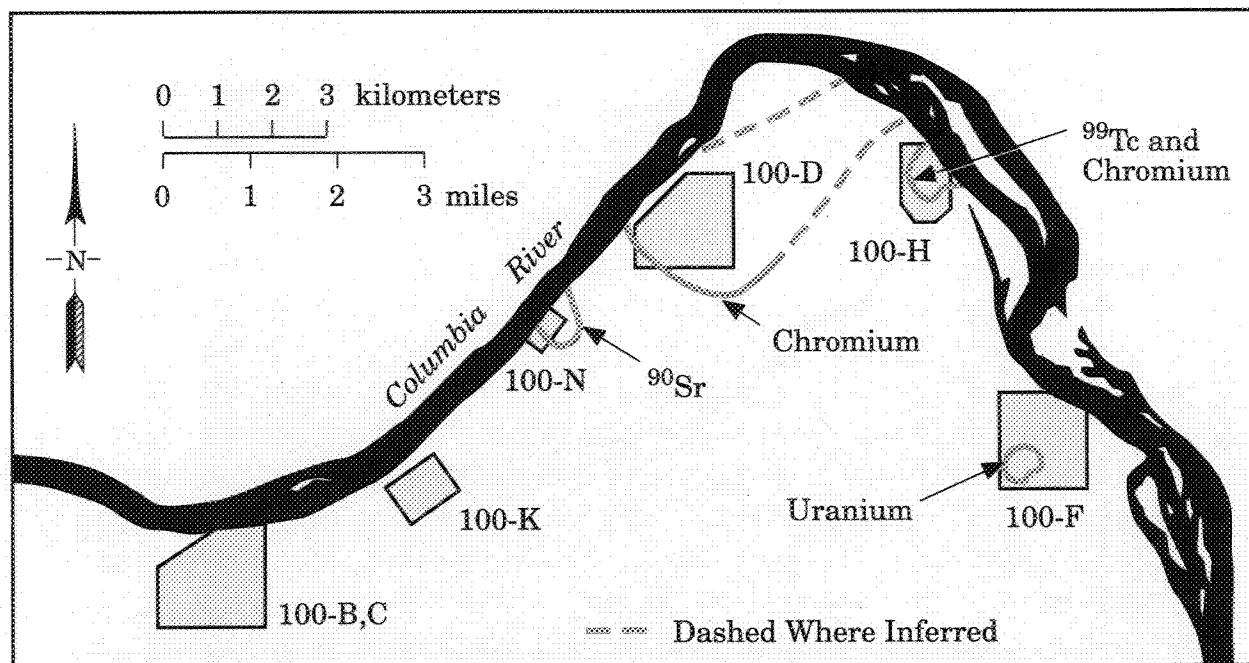 0 1 2 3 kilometers
0 1 2 3 miles
N
Columbia River
100-D
⁹⁹Tc and
Chromium
100-H
Chromium
100-N
⁹⁰Sr
100-K
Uranium
100-F
100-B,C
Dashed Where Inferred